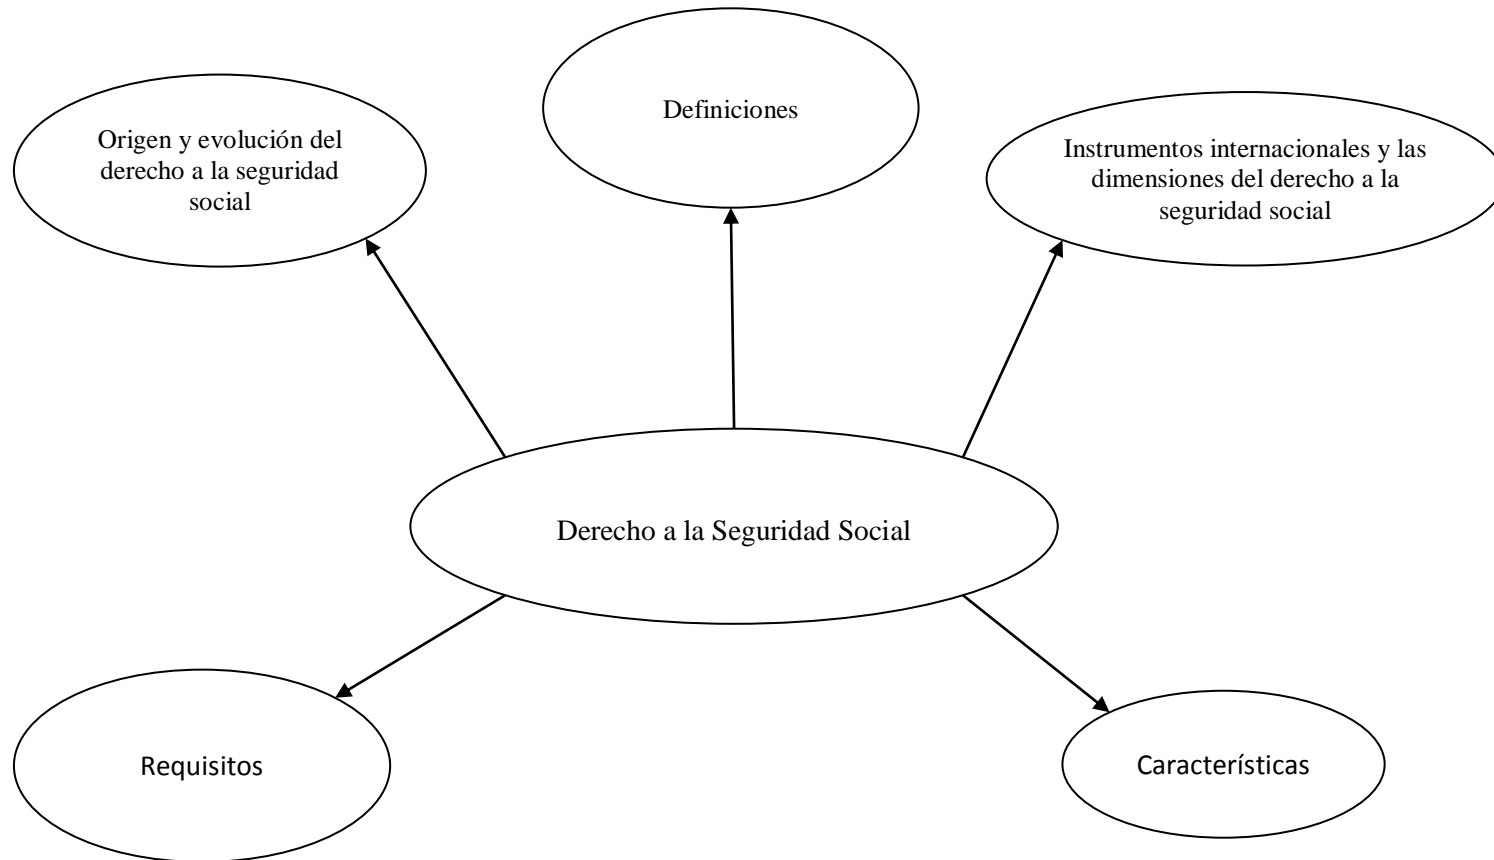 Definiciones
Origen y evolución del
derecho a la seguridad
social
Instrumentos internacionales y las
dimensiones del derecho a la
seguridad social
Derecho a la Seguridad Social
Requisitos
Característísticas